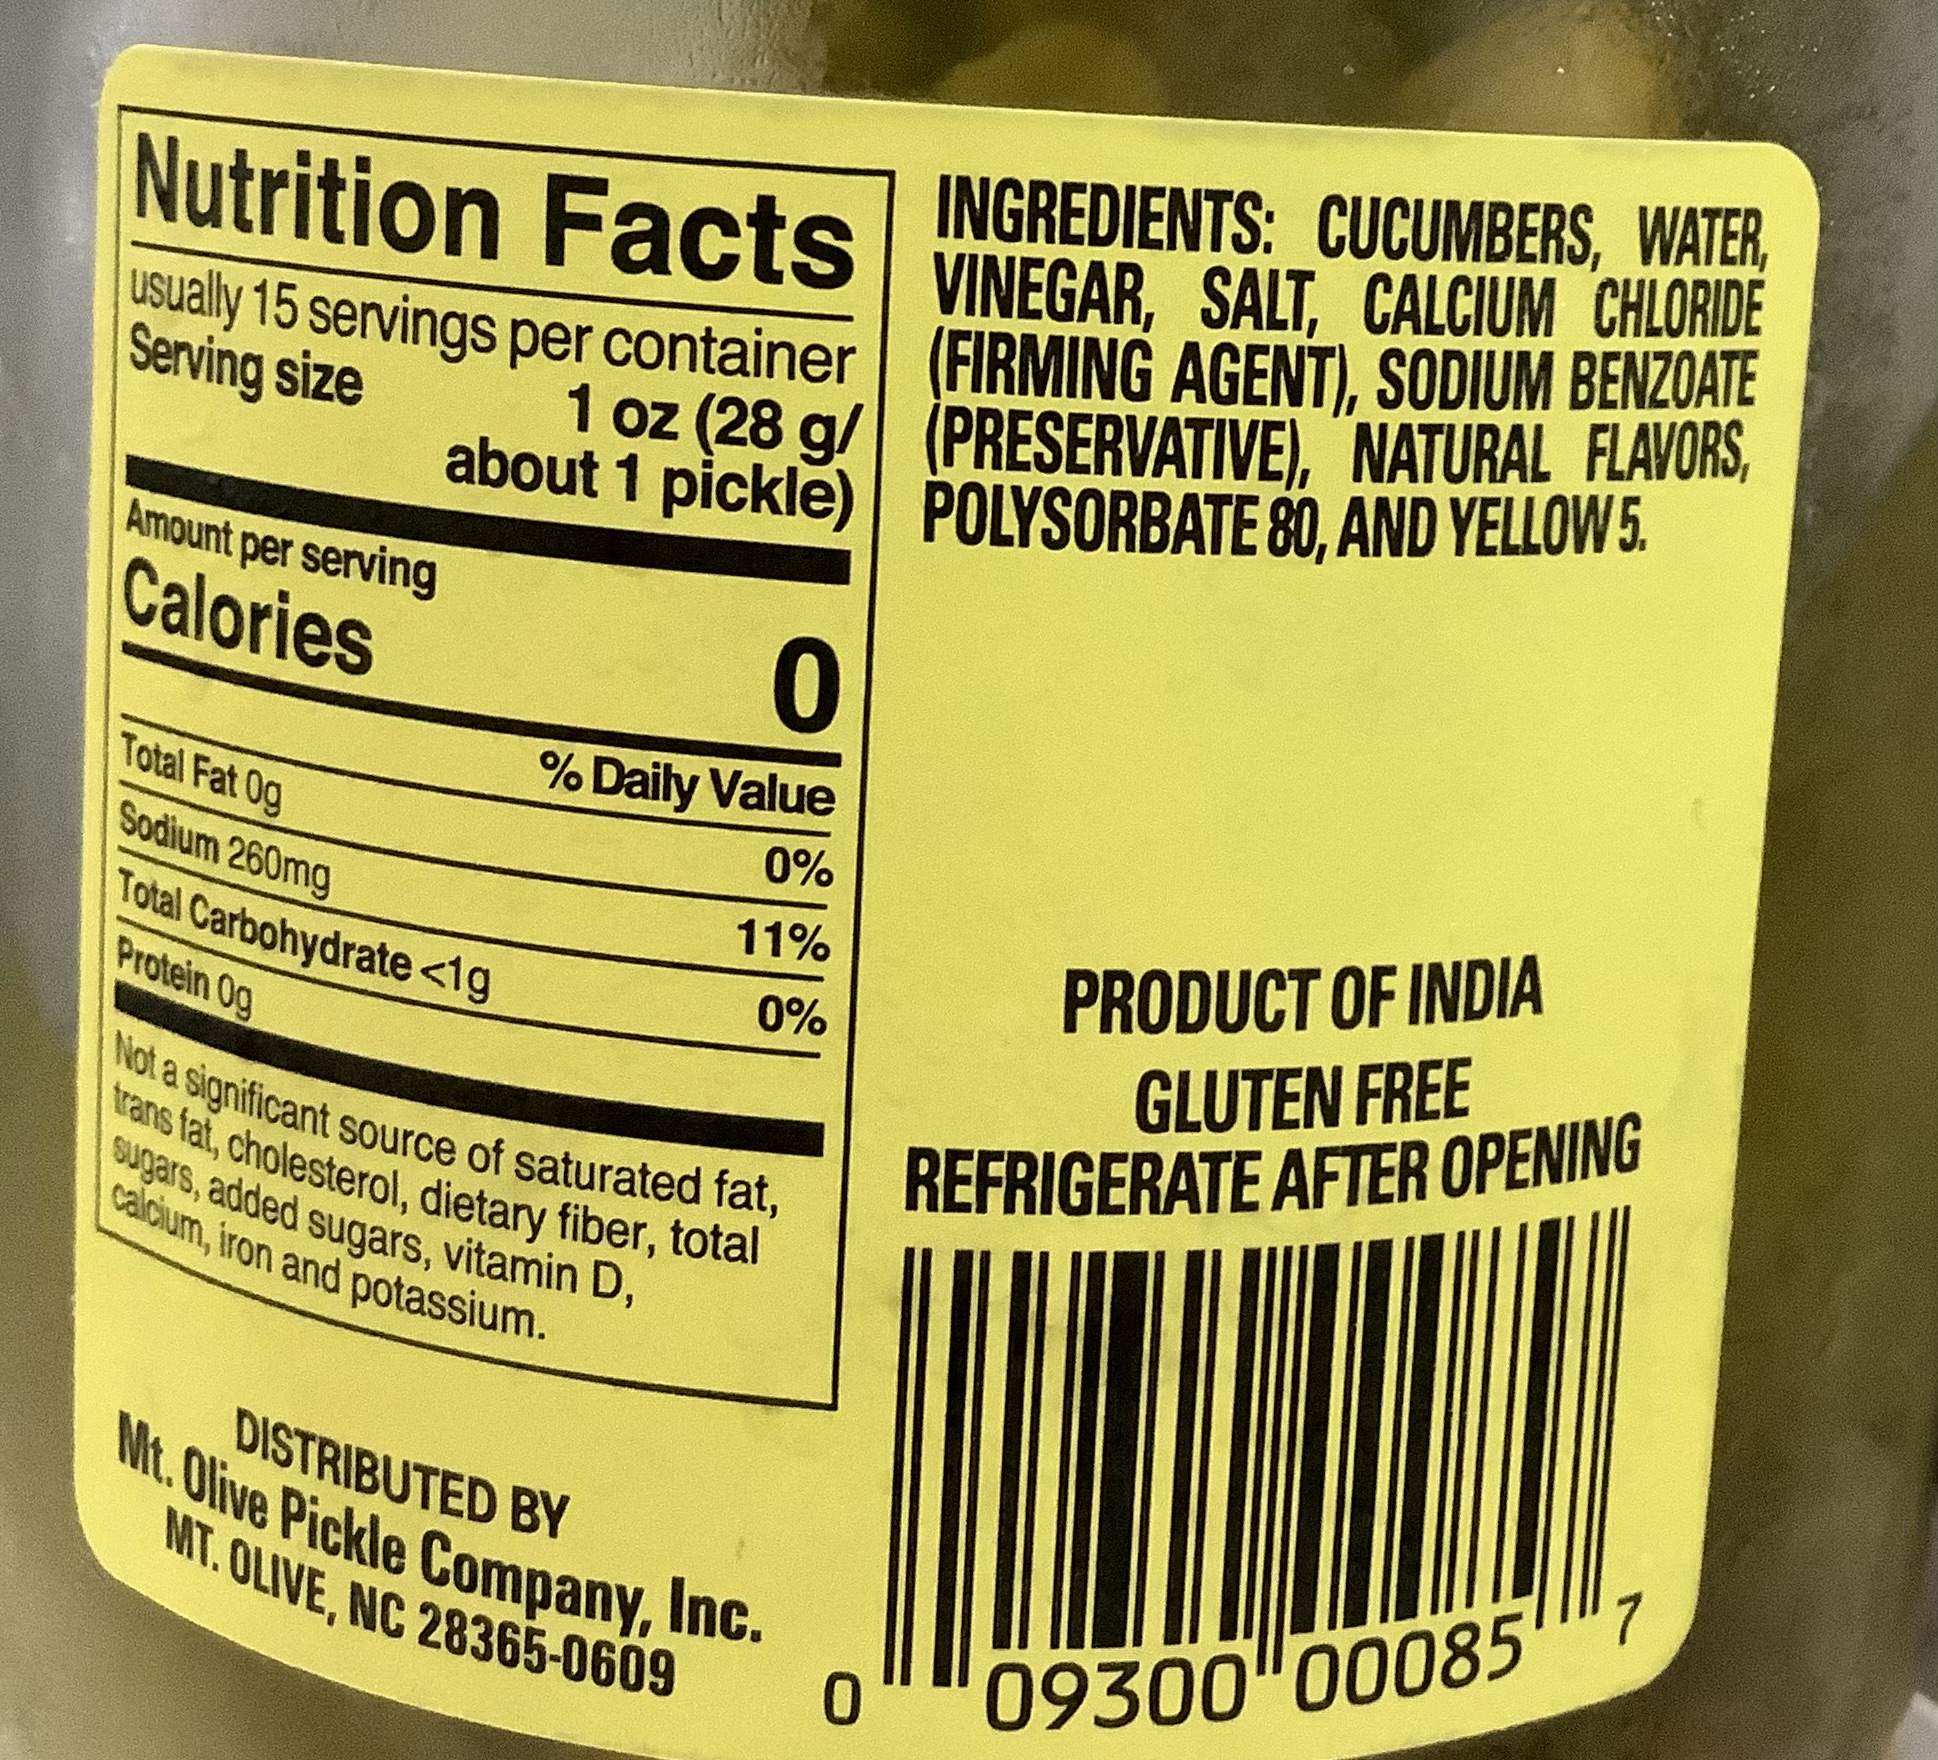 Nutrition Facts
usually 15 servings per container
Serving size
1 oz (28 g/
about 1 pickle)
Amount per serving
Calories 0
% Daily Value
Total Fat 0g 0%
Sodium 260mg 11%
Total Carbohydrate <1g 0%
Protein 0g
Not a significant source of saturated fat,
trans fat, cholesterol, dietary fiber, total
sugars, added sugars, vitamin D,
calcium, iron and potassium.
DISTRIBUTED BY
Mt. Olive Pickle Company, Inc.
MT. OLIVE, NC 28365-0609
INGREDIENTS: CUCUMBERS, WATER,
VINEGAR, SALT, CALCIUM CHLORIDE
(FIRMING AGENT), SODIUM BENZOATE
(PRESERVATIVE), NATURAL FLAVORS,
POLYSORBATE 80, AND YELLOW 5.
PRODUCT OF INDIA
GLUTEN FREE
REFRIGERATE AFTER OPENING
0 09300 00085 7